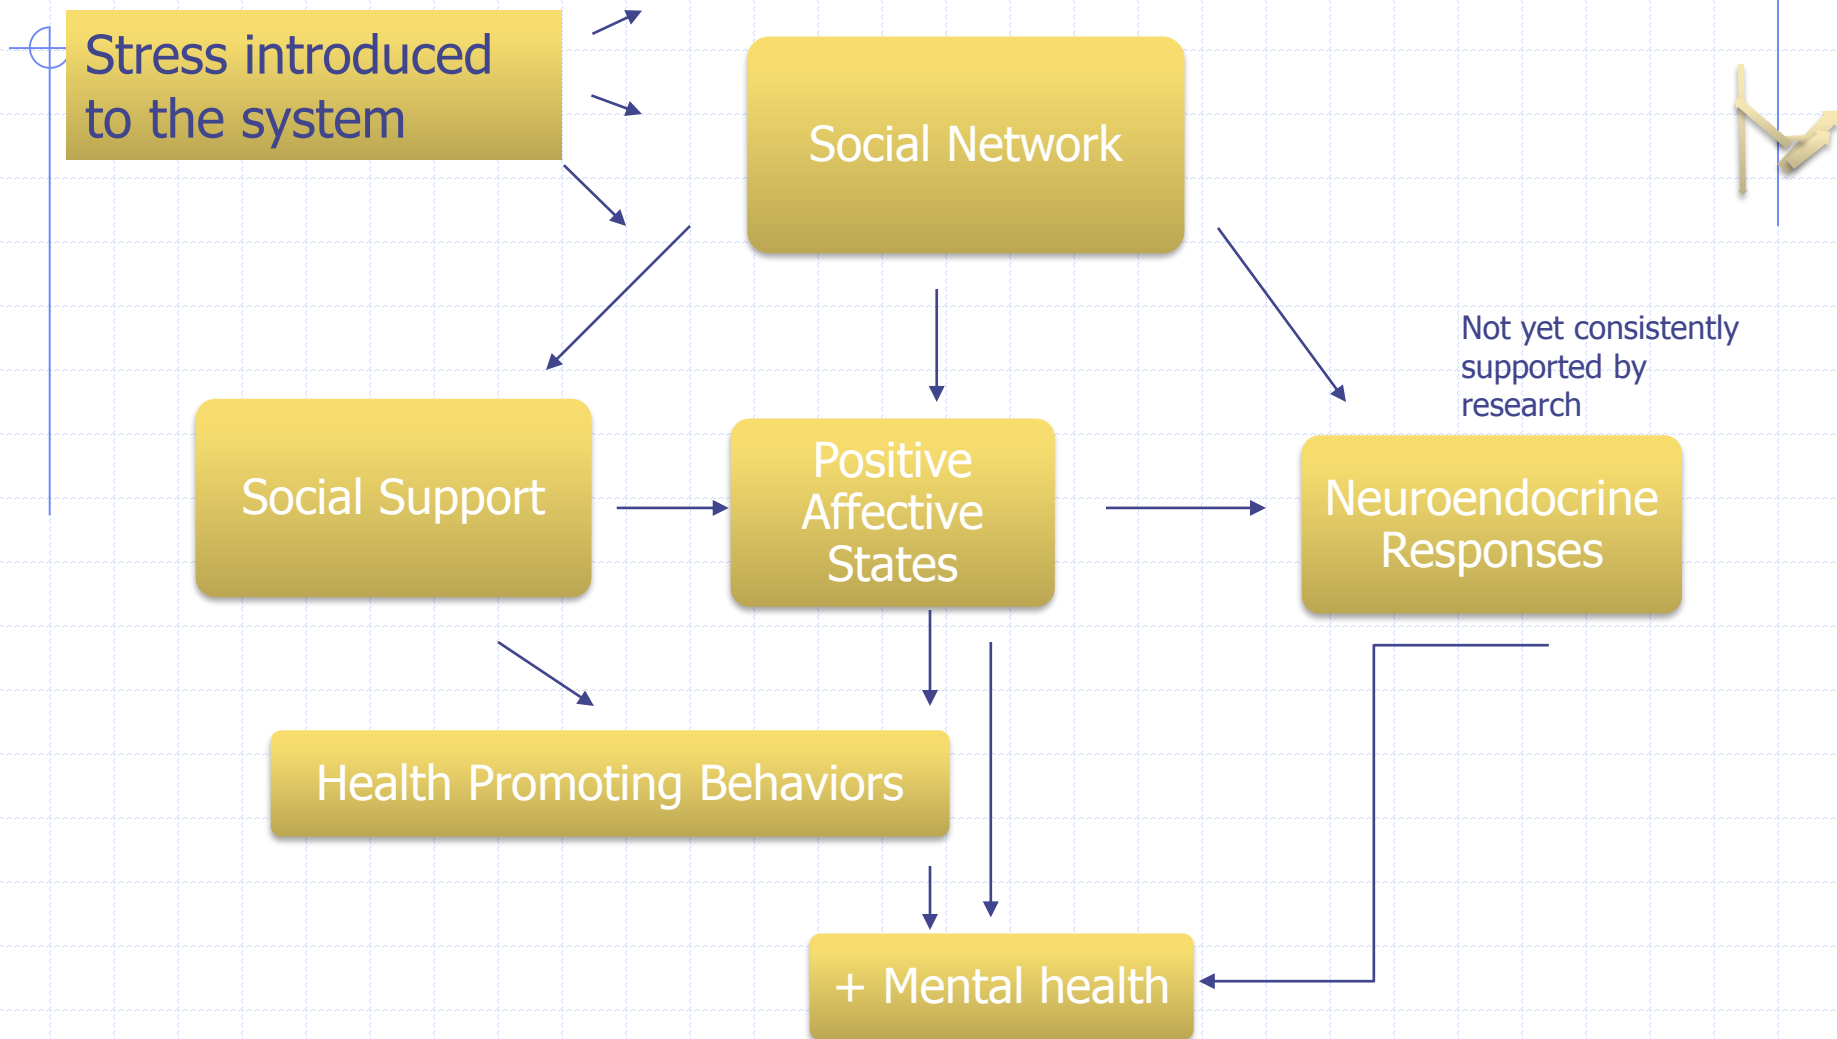 Stress introduced
to the system
Social Network
Not yet consistently
supported by
research
Social Support
Positive
Affective
States
Neuroendocrine
Responses
Health Promoting Behaviors
+ Mental health